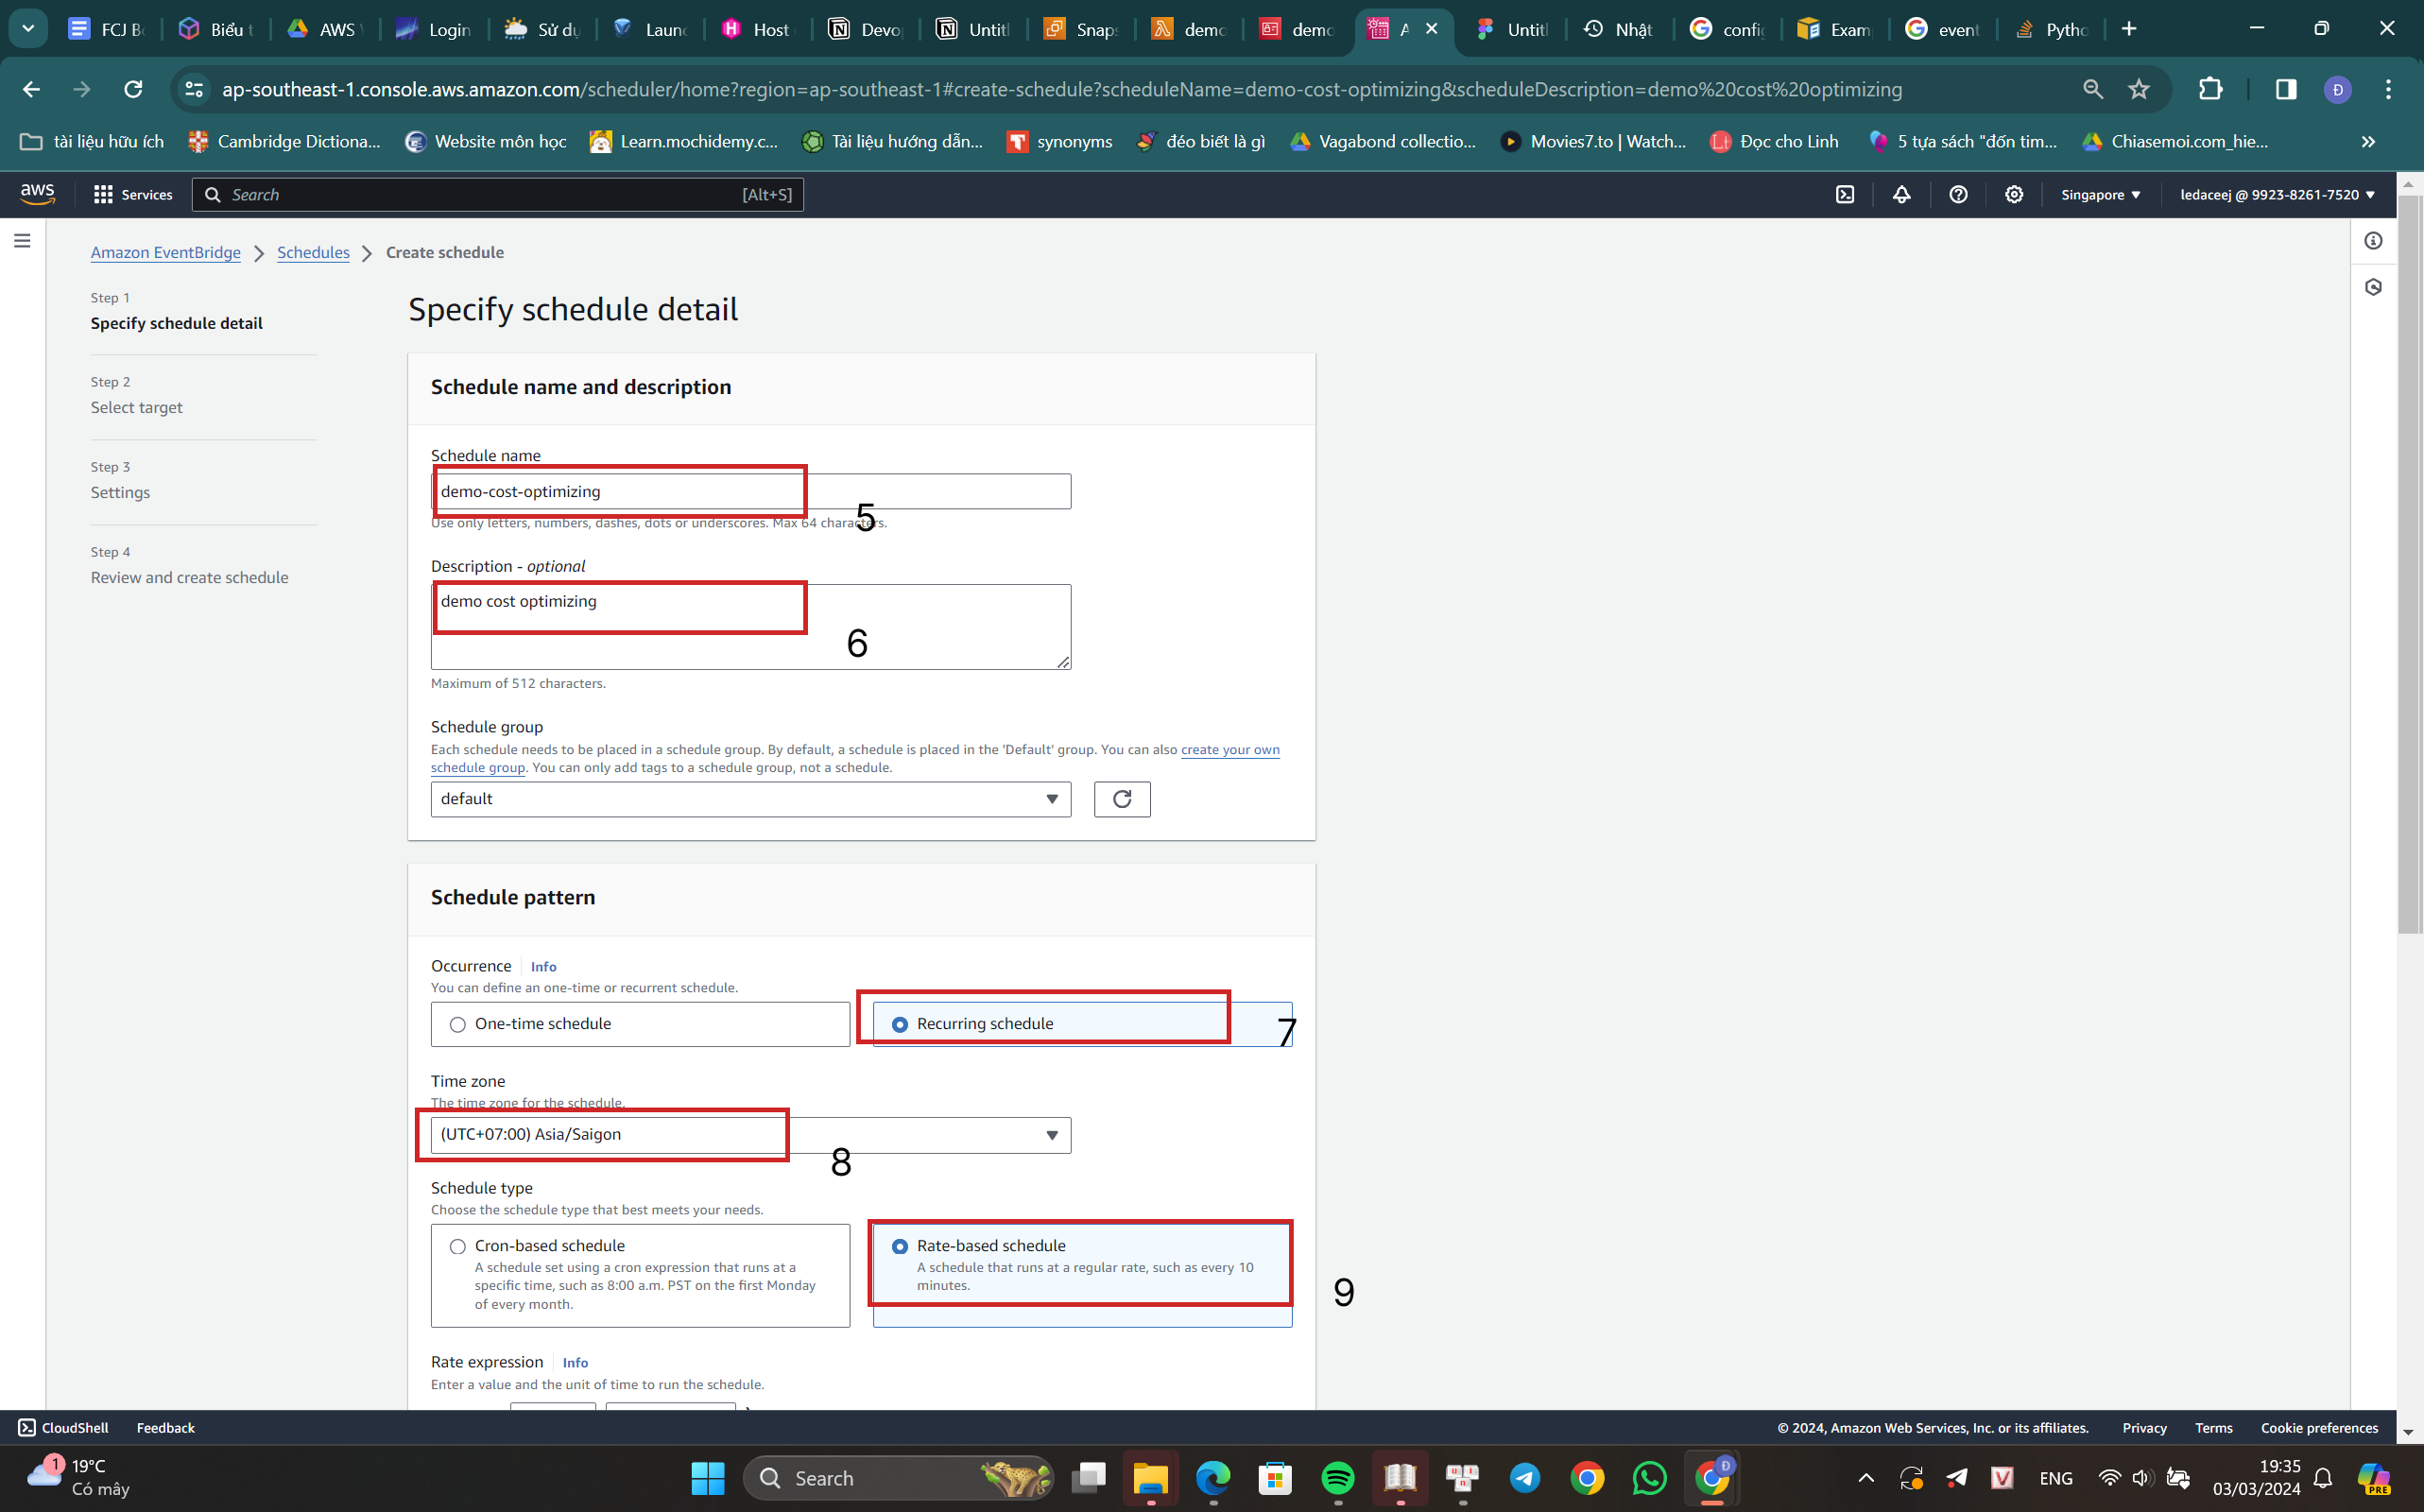 FCJ B
Biểu t
AWS
Login
Sử dụ
Laun
Host
Devo
Untit
Snap
demo
demo
A
Untit
Nhật
config
Exam
event
Pytho
ap-southeast-1.console.aws.amazon.com/scheduler/home?region=ap-southeast-1#create-schedule?scheduleName=demo-cost-optimizing&scheduleDescription=demo%20cost%20optimizing
Đ
tài liệu hữu ích
Cambridge Dictiona...
Website môn học
Learn.mochidemy.c...
Tài liệu hướng dẫn...
synonyms
đéo biết là gì
Vagabond collectio...
Movies7.to | Watch...
Đọc cho Linh
5 tựa sách "đốn tim...
Chiasemoi.com_hie...
aws
Services
Search
[Alt+S]
Singapore
ledaceej @ 9923-8261-7520
Amazon EventBridge
Schedules
Create schedule
Step 1
Specify schedule detail
Step 2
Select target
Step 3
Settings
Step 4
Review and create schedule
Specify schedule detail
Schedule name and description
Schedule name
demo-cost-optimizing
5
Use only letters, numbers, dashes, dots or underscores. Max 64 characters.
Description - optional
demo cost optimizing
6
Maximum of 512 characters.
Schedule group
Each schedule needs to be placed in a schedule group. By default, a schedule is placed in the 'Default' group. You can also create your own
schedule group. You can only add tags to a schedule group, not a schedule.
default
Schedule pattern
Occurrence
Info
You can define an one-time or recurrent schedule.
One-time schedule
Recurring schedule
7
Time zone
The time zone for the schedule.
(UTC+07:00) Asia/Saigon
8
Schedule type
Choose the schedule type that best meets your needs.
Cron-based schedule
A schedule set using a cron expression that runs at a
specific time, such as 8:00 a.m. PST on the first Monday
of every month.
Rate-based schedule
A schedule that runs at a regular rate, such as every 10
minutes.
9
Rate expression
Info
Enter a value and the unit of time to run the schedule.
CloudShell
Feedback
© 2024, Amazon Web Services, Inc. or its affiliates.
Privacy
Terms
Cookie preferences
1
19°C
Có mây
Search
Đ
ENG
19:35
03/03/2024
PRE